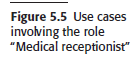 Figure 5.5 Use cases
involving the role
“Medical receptionist”